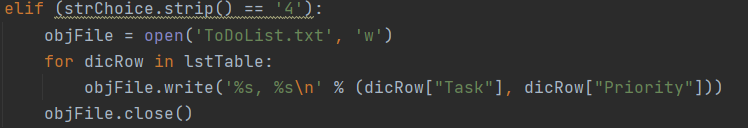 elif (strChoice.strip() == '4'):
    objFile = open('ToDoList.txt', 'w')
    for dicRow in lstTable:
        objFile.write('%s, %s\n' % (dicRow["Task"], dicRow["Priority"]))
    objFile.close()